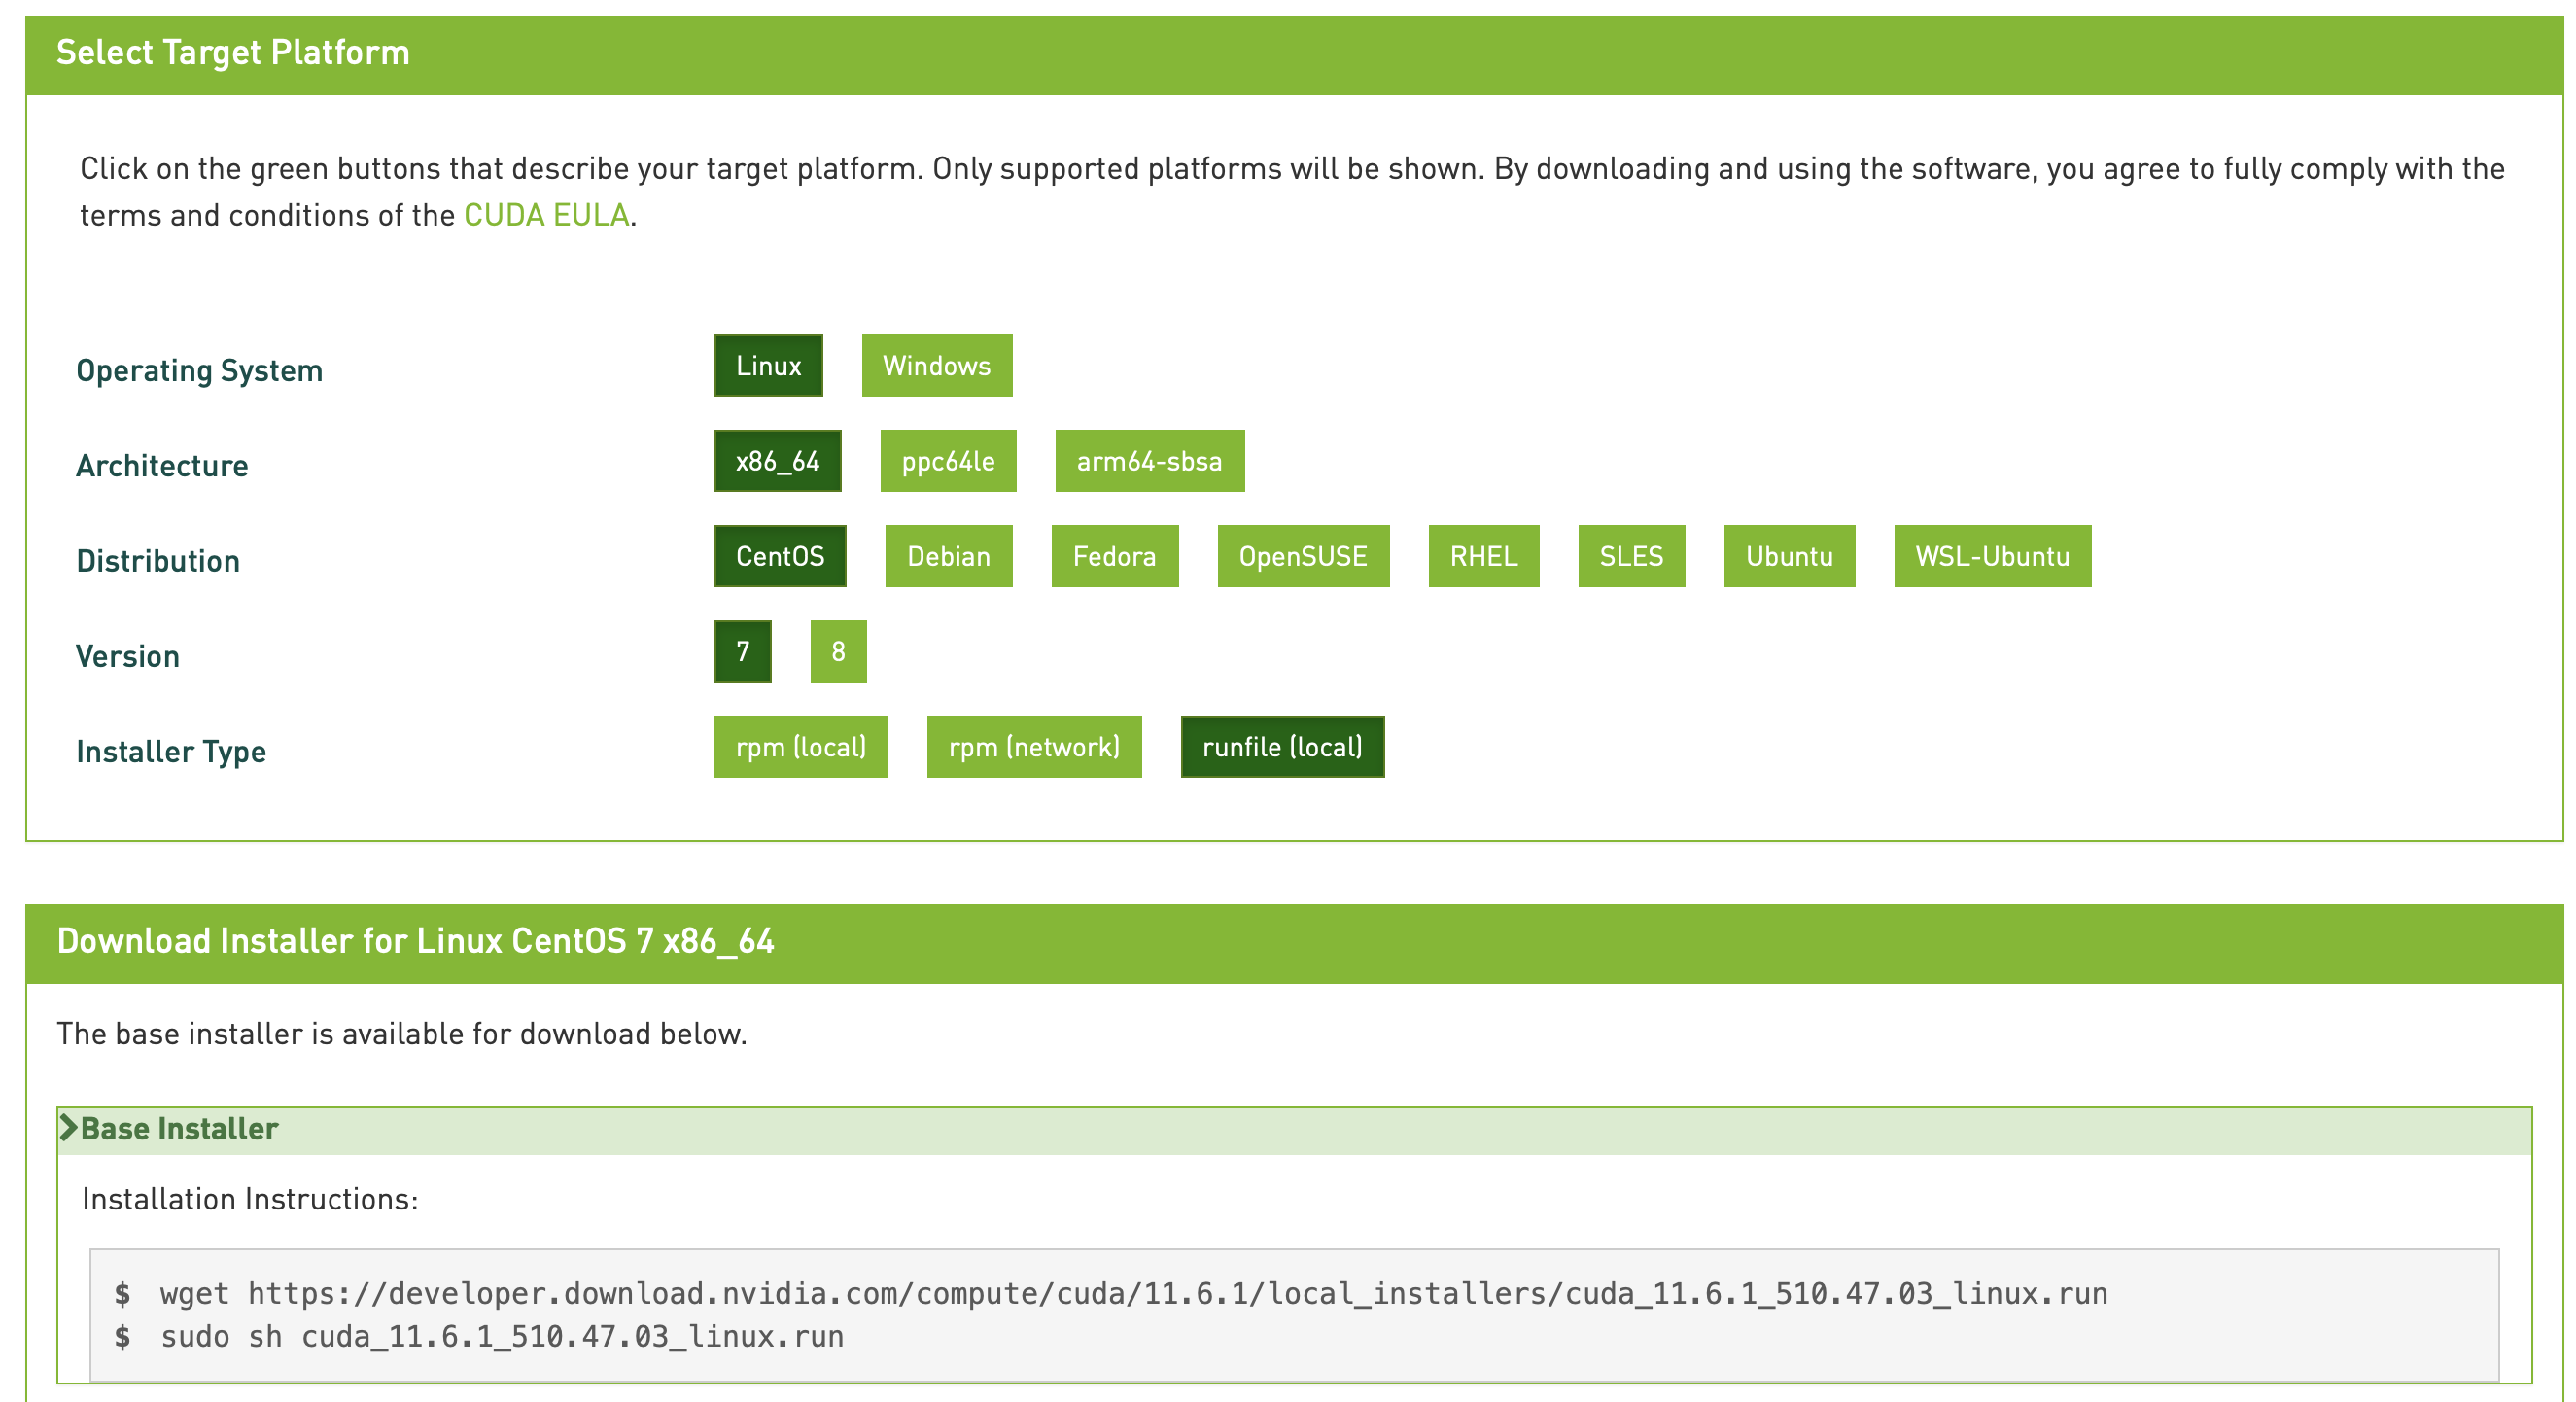 Select Target Platform
Click on the green buttons that describe your target platform. Only supported platforms will be shown. By downloading and using the software, you agree to fully comply with the
terms and conditions of the CUDA EULA.
Operating System Linux Windows
Architecture x86_64 ppc64le arm64-sbsa
Distribution CentOS Debian Fedora OpenSUSE RHEL SLES Ubuntu WSL-Ubuntu
Version 7 8
Installer Type rpm (local) rpm (network) runfile (local)
Download Installer for Linux CentOS 7 x86_64
The base installer is available for download below.
Base Installer
Installation Instructions:
$ wget https://developer.download.nvidia.com/compute/cuda/11.6.1/local_installers/cuda_11.6.1_510.47.03_linux.run
$ sudo sh cuda_11.6.1_510.47.03_linux.run